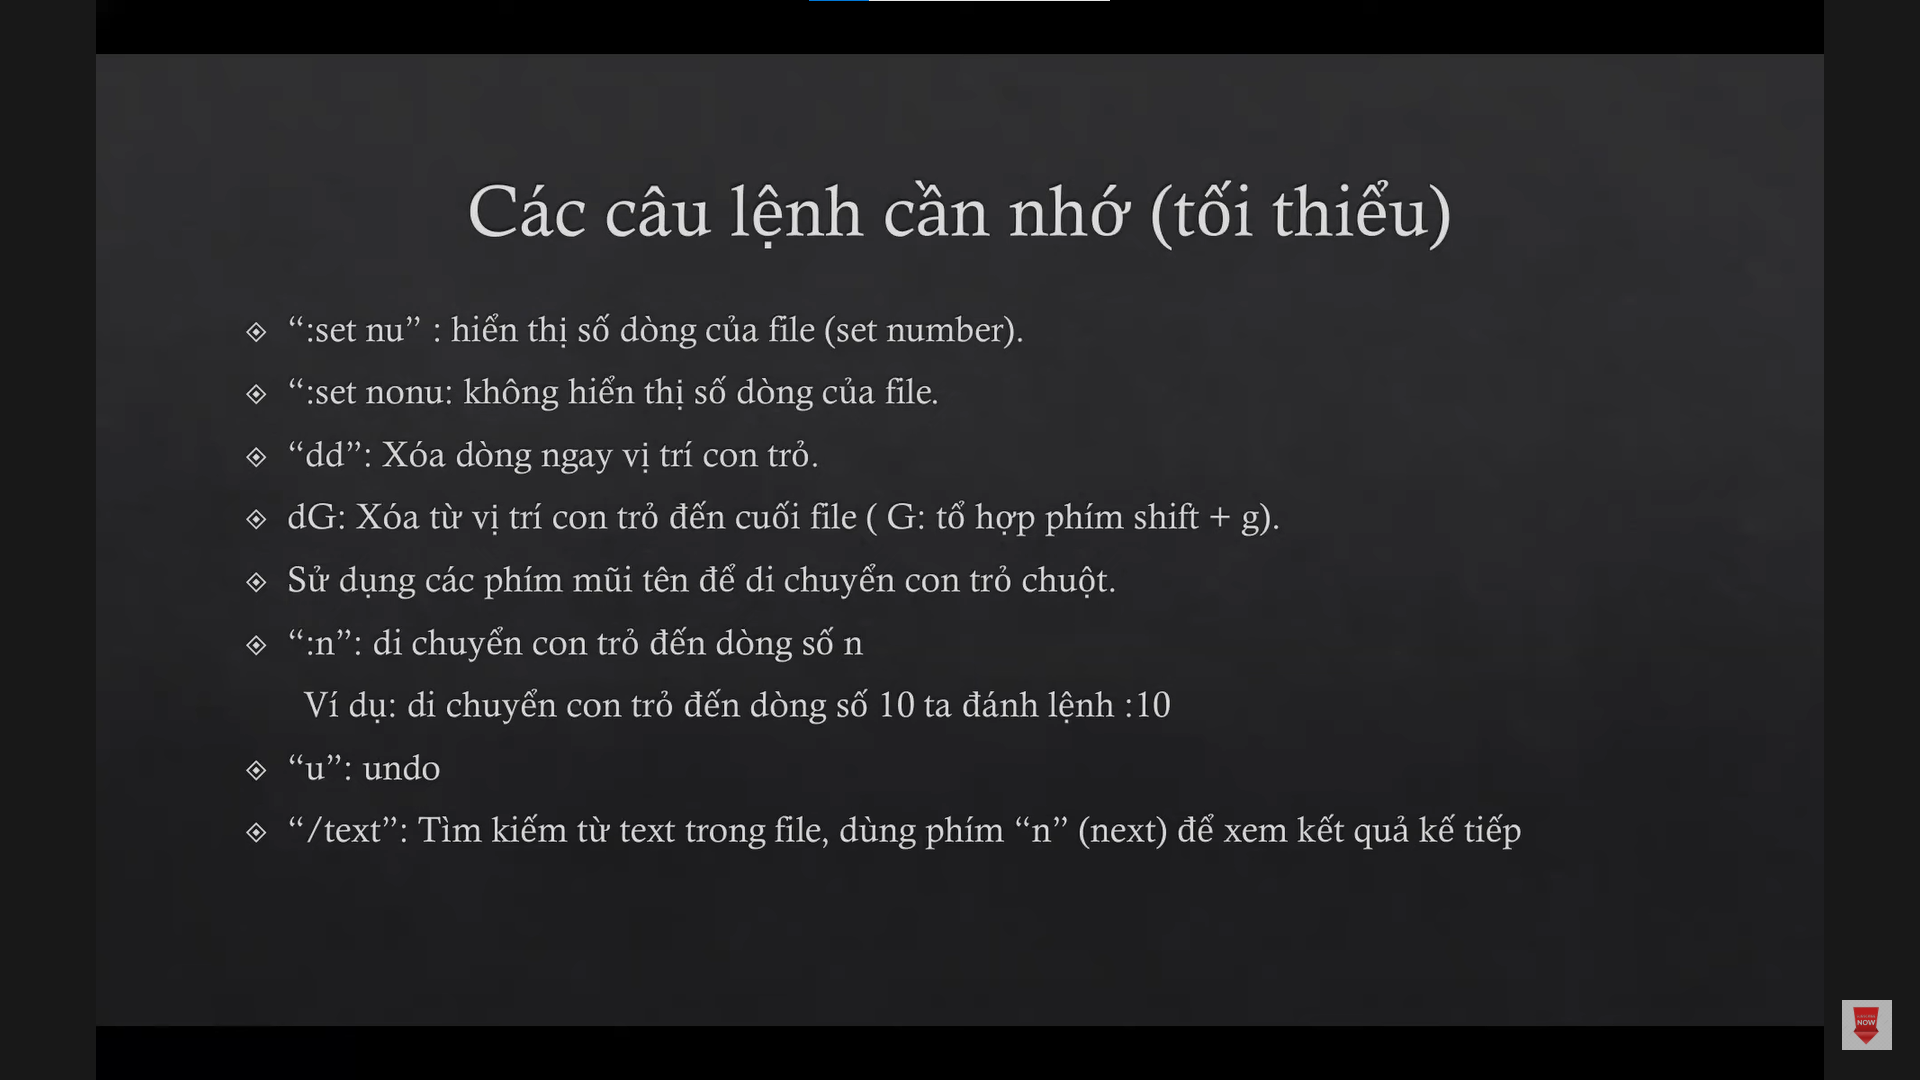 Các câu lệnh cần nhớ (tối thiểu)
“:set nu” : hiển thị số dòng của file (set number).
“:set nonu: không hiển thị số dòng của file.
“dd”: Xóa dòng ngay vị trí con trỏ.
dG: Xóa từ vị trí con trỏ đến cuối file ( G: tổ hợp phím shift + g).
Sử dụng các phím mũi tên để di chuyển con trỏ chuột.
“:n”: di chuyển con trỏ đến dòng số n
Ví dụ: di chuyển con trỏ đến dòng số 10 ta đánh lệnh :10
“u”: undo
“/text”: Tìm kiếm từ text trong file, dùng phím “n” (next) để xem kết quả kế tiếp
NOW